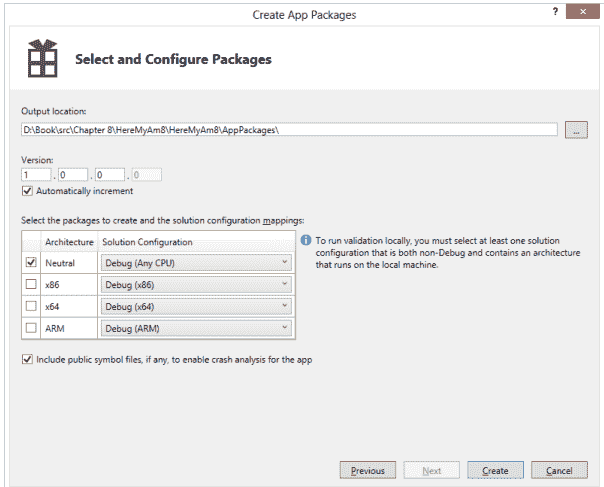 Create App Packages
?
×
Select and Configure Packages
Output location:
D:\Book\src\Chapter 8\HereMyAm8\HereMyAm8\AppPackages\
...
Version:
1 . 0 . 0 . 0
Automatically increment
Select the packages to create and the solution configuration mappings:
Architecture Solution Configuration
Neutral Debug (Any CPU)
x86 Debug (x86)
x64 Debug (x64)
ARM Debug (ARM)
To run validation locally, you must select at least one solution
configuration that is both non-Debug and contains an architecture
that runs on the local machine.
Include public symbol files, if any, to enable crash analysis for the app
Previous Next Create Cancel